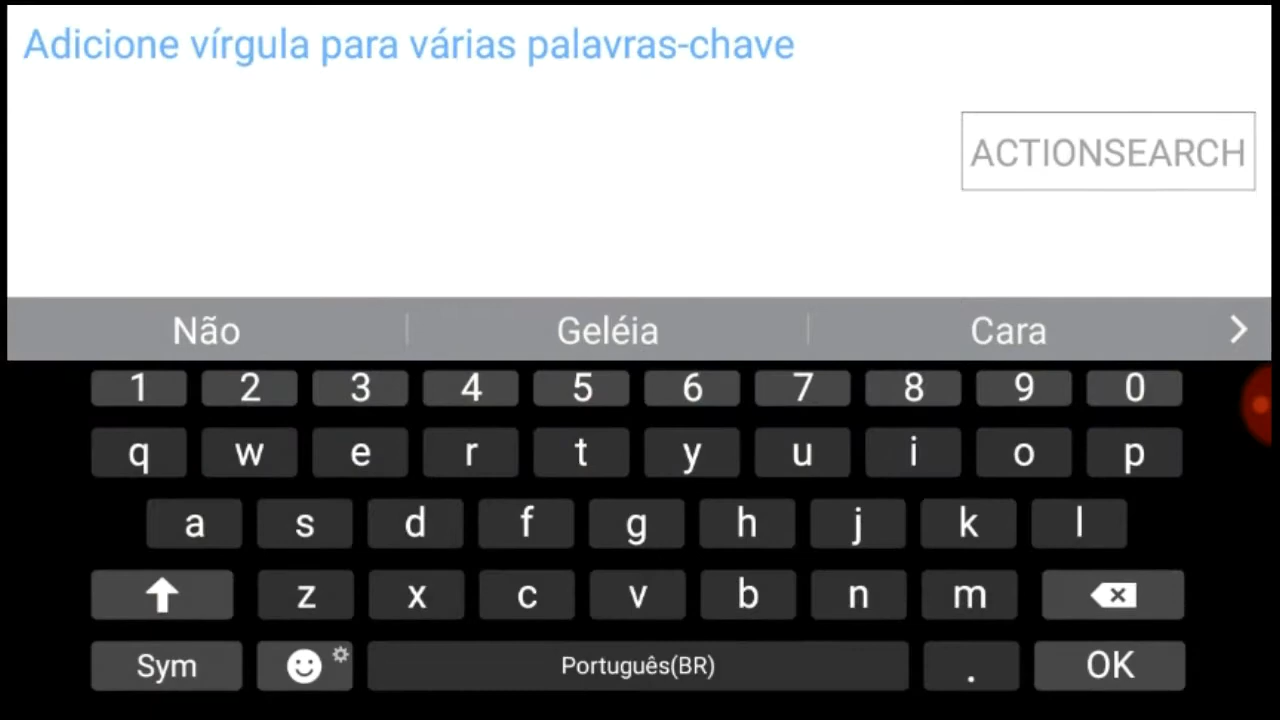 Adicione vírgula para várias palavras-chave
ACTIONSEARCH
Não Geléia Cara
1 2 3 4 5 6 7 8 9 0
q w e r t y u i o p
a s d f g h j k l
z x c v b n m
Sym Português(BR) . OK